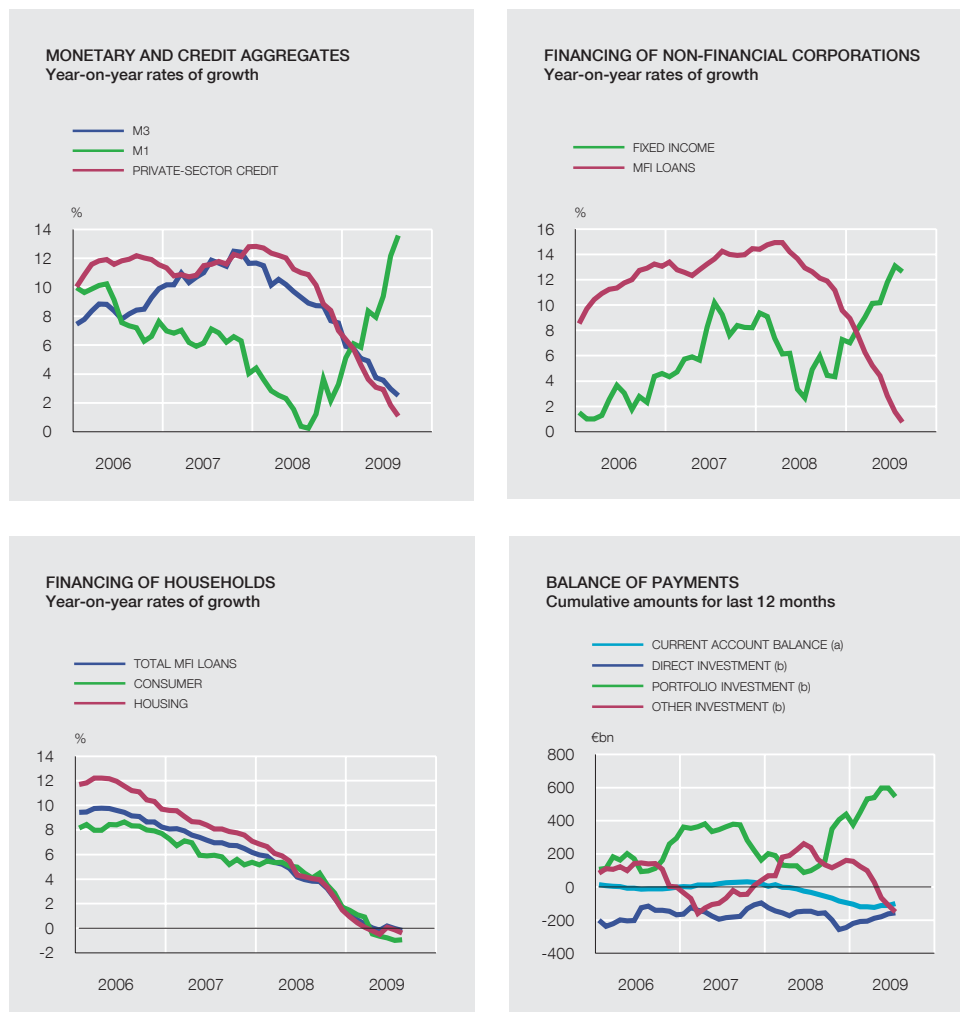 MONETARY AND CREDIT AGGREGATES
Year-on-year rates of growth
M3
M1
PRIVATE-SECTOR CREDIT
%
14
12
10
8
6
4
2
0
2006 2007 2008 2009
FINANCING OF NON-FINANCIAL CORPORATIONS
Year-on-year rates of growth
FIXED INCOME
MFI LOANS
%
16
14
12
10
8
6
4
2
0
2006 2007 2008 2009
FINANCING OF HOUSEHOLDS
Year-on-year rates of growth
TOTAL MFI LOANS
CONSUMER
HOUSING
%
14
12
10
8
6
4
2
0
-2
2006 2007 2008 2009
BALANCE OF PAYMENTS
Cumulative amounts for last 12 months
CURRENT ACCOUNT BALANCE (a)
DIRECT INVESTMENT (b)
PORTFOLIO INVESTMENT (b)
OTHER INVESTMENT (b)
€bn
800
600
400
200
0
-200
-400
2006 2007 2008 2009